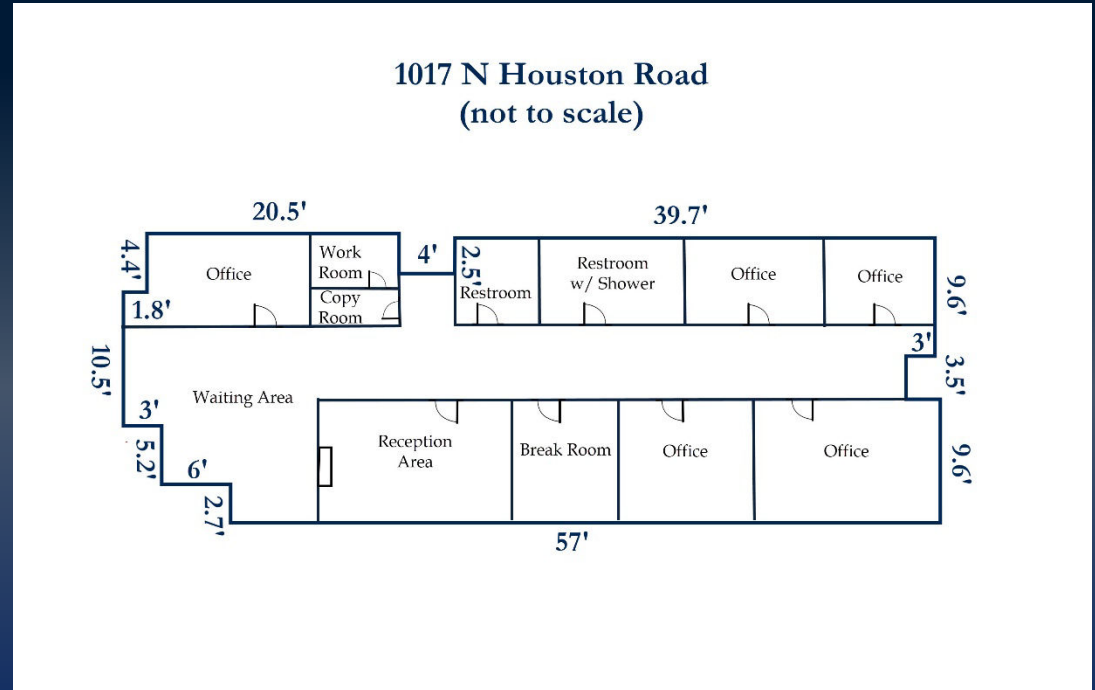 1017 N Houston Road
(not to scale)
20.5'
39.7'
4.4'
Office
Work
Room
4'
2.5'
Restroom
Restroom
w/ Shower
Office
Office
9.6'
1.8'
Copy
Room
3'
10.5'
3.5'
Waiting Area
3'
5.2'
Reception
Area
Break Room
Office
Office
9.6'
6'
2.7'
57'